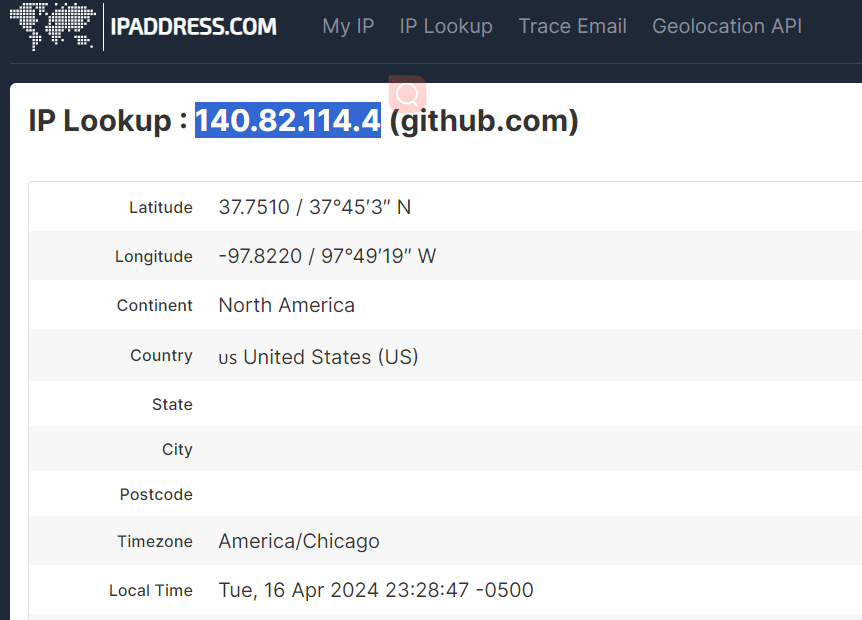 IPADDRESS.COM My IP IP Lookup Trace Email Geolocation API
IP Lookup : 140.82.114.4 (github.com)
Latitude 37.7510 / 37°45′3″ N
Longitude -97.8220 / 97°49′19″ W
Continent North America
Country us United States (US)
State
City
Postcode
Timezone America/Chicago
Local Time Tue, 16 Apr 2024 23:28:47 -0500